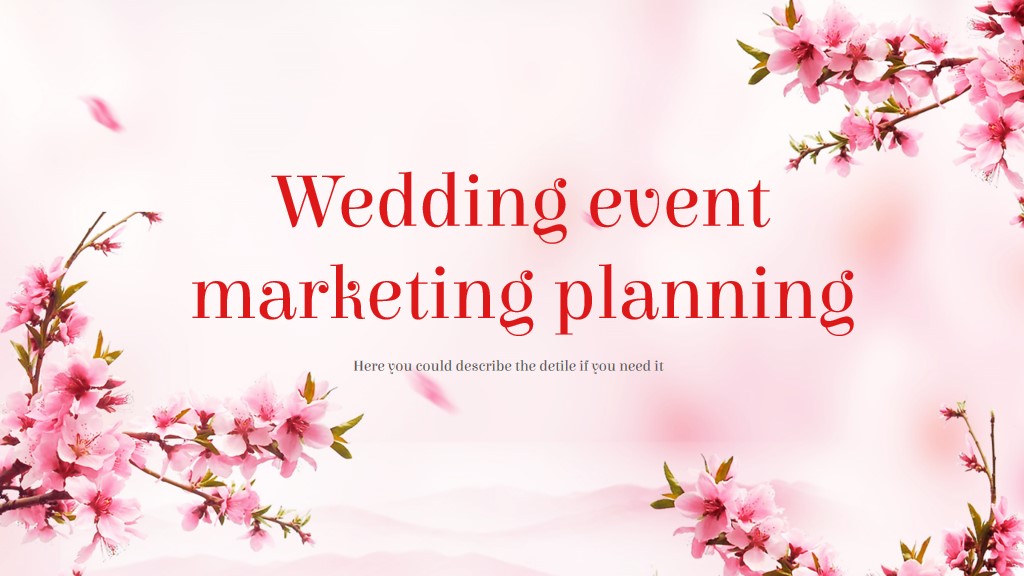 Wedding event
marketing planning
Here you could describe the detile if you need it